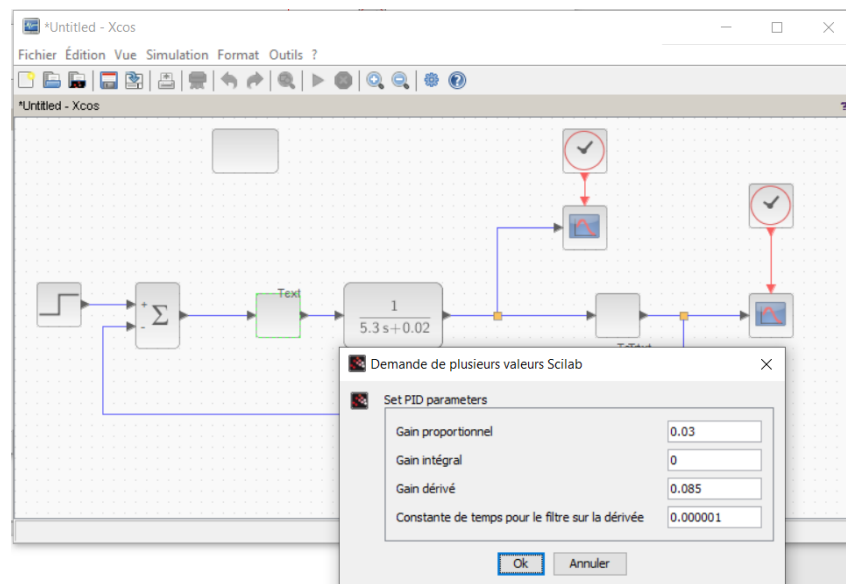 *Untitled - Xcos
Fichier Édition Vue Simulation Format Outils ?
*Untitled - Xcos ?
Text
+
-
Σ
1
5.3 s+0.02
Demande de plusieurs valeurs Scilab
Set PID parameters
Gain proportionnel 0.03
Gain intégral 0
Gain dérivé 0.085
Constante de temps pour le filtre sur la dérivée 0.000001
Ok Annuler